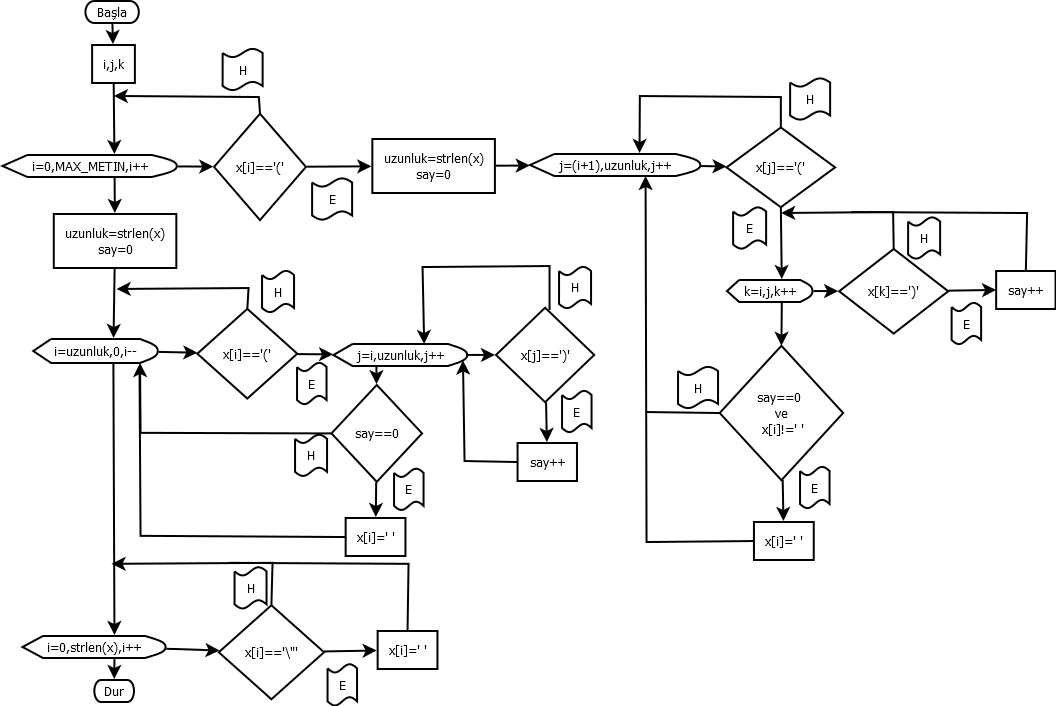 Başla
i,j,k
H
i=0,MAX_METIN,i++
x[i]=='('
E
uzunluk=strlen(x)
say=0
j=(i+1),uzunluk,j++
H
x[j]=='('
E
k=i,j,k++
x[k]==')'
H
E
say++
say==0
ve
x[i]!=' '
H
E
x[i]=' '
uzunluk=strlen(x)
say=0
i=uzunluk,0,i--
H
x[i]=='('
E
j=i,uzunluk,j++
H
x[j]==')'
E
say++
say==0
H
E
x[i]=' '
i=0,strlen(x),i++
H
x[i]=='\"'
E
x[i]=' '
Dur